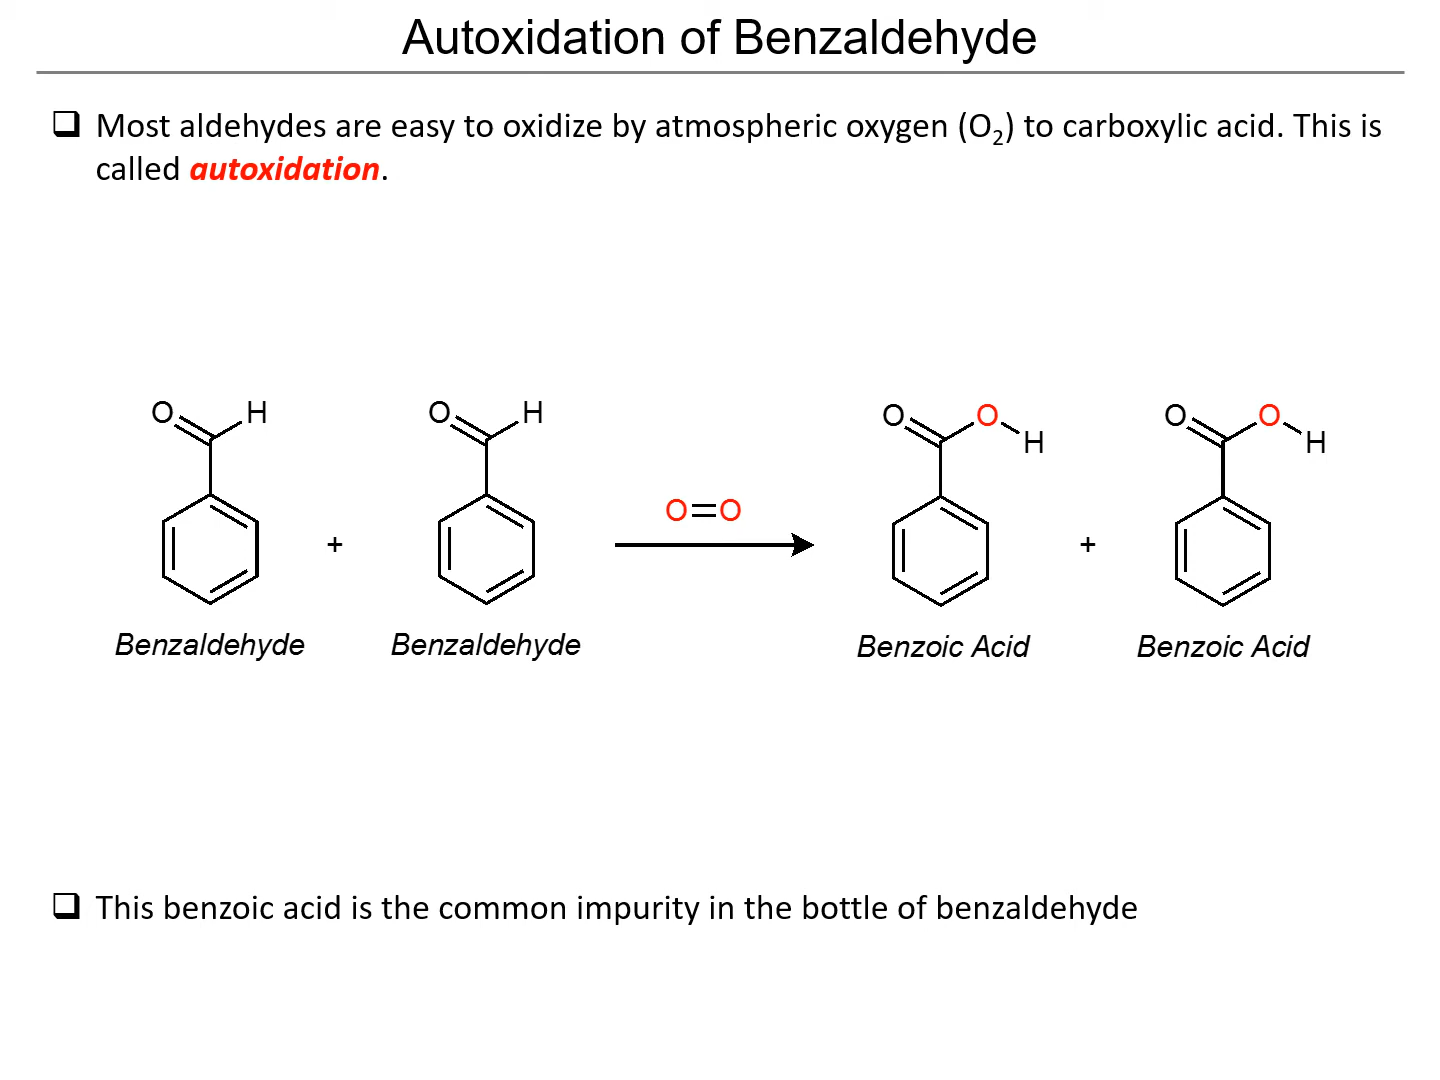 Autoxidation of Benzaldehyde
❑ Most aldehydes are easy to oxidize by atmospheric oxygen (O₂) to carboxylic acid. This is
called autoxidation.
O H O H O O H O O H
O=O
+ +
Benzaldehyde Benzaldehyde Benzoic Acid Benzoic Acid
❑ This benzoic acid is the common impurity in the bottle of benzaldehyde